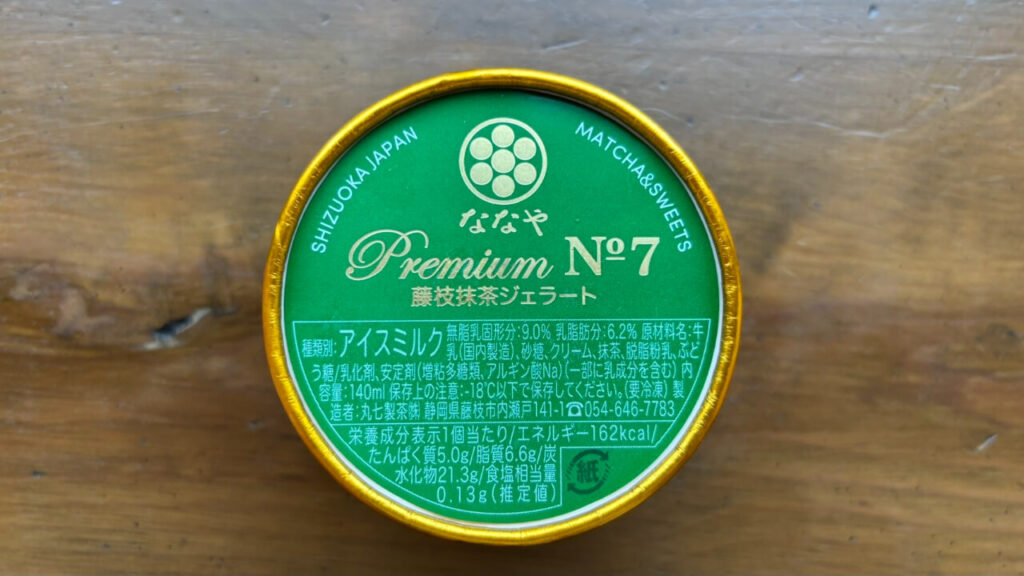 SHIZUOKA JAPAN
MATCHA&SWEETS
ななや
Premium №7
藤枝抹茶ジェラート
種類別:アイスミルク 無脂乳固形分:9.0% 乳脂肪分:6.2% 原材料名:牛
乳(国内製造)、砂糖、クリーム、抹茶、脱脂粉乳、ぶど
う糖/乳化剤、安定剤(増粘多糖類、アルギン酸Na)(一部に乳成分を含む) 内
容量:140ml 保存上の注意:-18℃以下で保存してください。(要冷凍) 製
造者:丸七製茶㈱ 静岡県藤枝市内瀬戸141-1☎054-646-7783
栄養成分表示1個当たり/エネルギー162kcal/
たんぱく質5.0g/脂質6.6g/炭
水化物21.3g/食塩相当量
0.13g(推定値)
紙